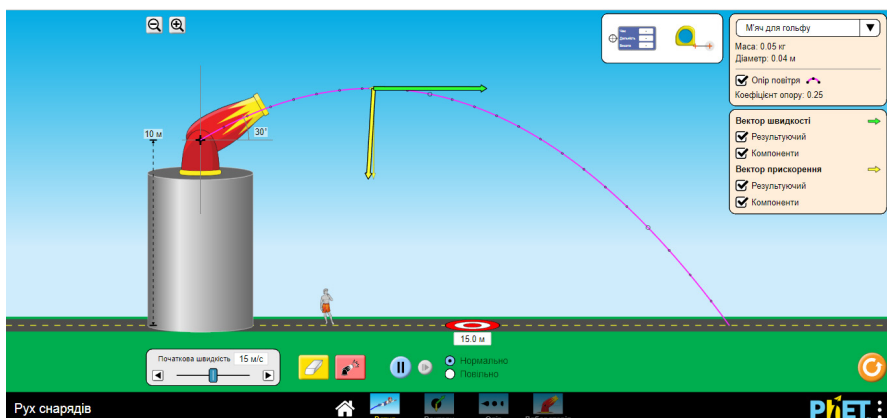 М'яч для гольфу
Маса: 0.05 кг
Діаметр: 0.04 м
Опір повітря
Коефіцієнт опору: 0.25
Вектор швидкості
Результуючий
Компоненти
Вектор прискорення
Результуючий
Компоненти
10 м
30°
15.0 м
Початкова швидкість 15 м/с
Нормально
Повільно
Рух снарядів
PhET